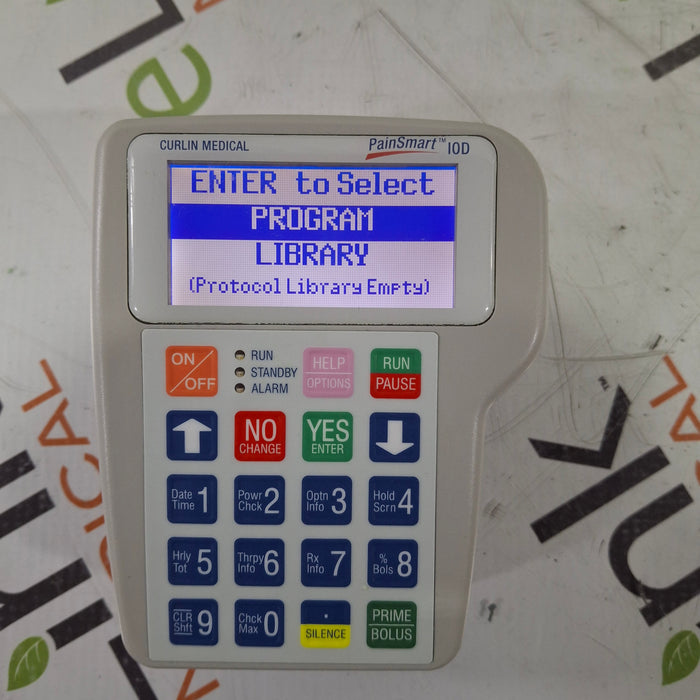 CURLIN MEDICAL
PainSmart™ IOD
ENTER to Select
PROGRAM
LIBRARY
(Protocol Library Empty)
ON/OFF
RUN
STANDBY
ALARM
HELP
OPTIONS
RUN
PAUSE
NO
CHANGE
YES
ENTER
Date Time 1
Powr Chck 2
Optn Info 3
Hold Scrn 4
Hrly Tot 5
Thrpy Info 6
Rx Info 7
% Bols 8
CLR Shft 9
Chck Max 0
.
SILENCE
PRIME
BOLUS